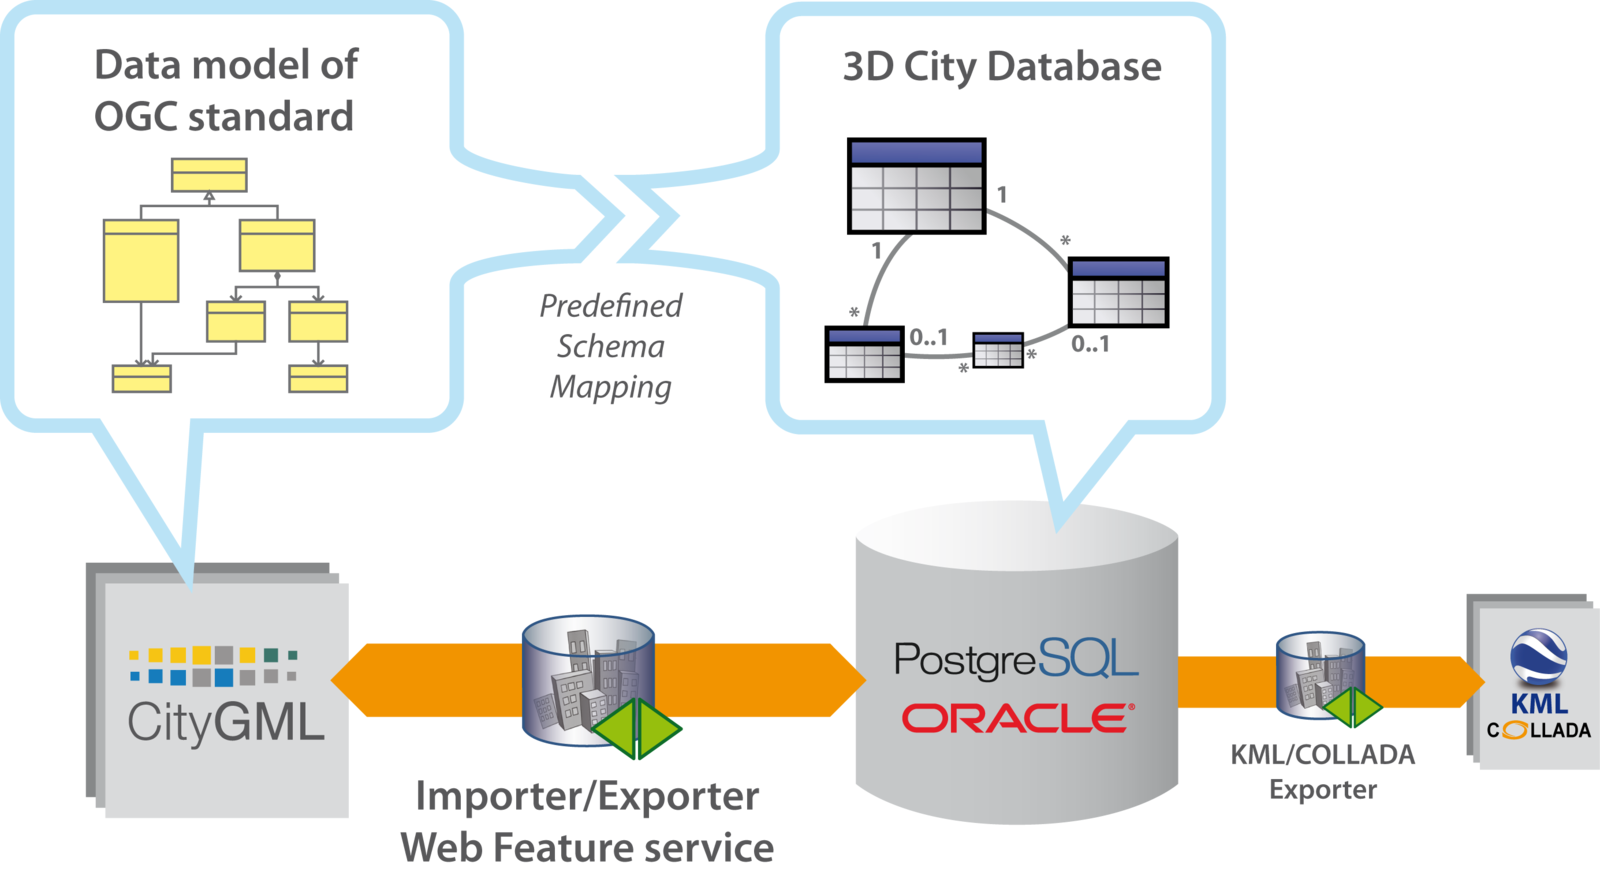 Data model of
OGC standard
3D City Database
1
*
1
*
0..1
*
*
0..1
Predefined
Schema
Mapping
CityGML
PostgreSQL
ORACLE®
KML
COLLADA
Importer/Exporter
Web Feature service
KML/COLLADA
Exporter